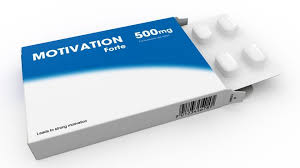 MOTIVATION 500mg
Forte
Leads to strong motivation